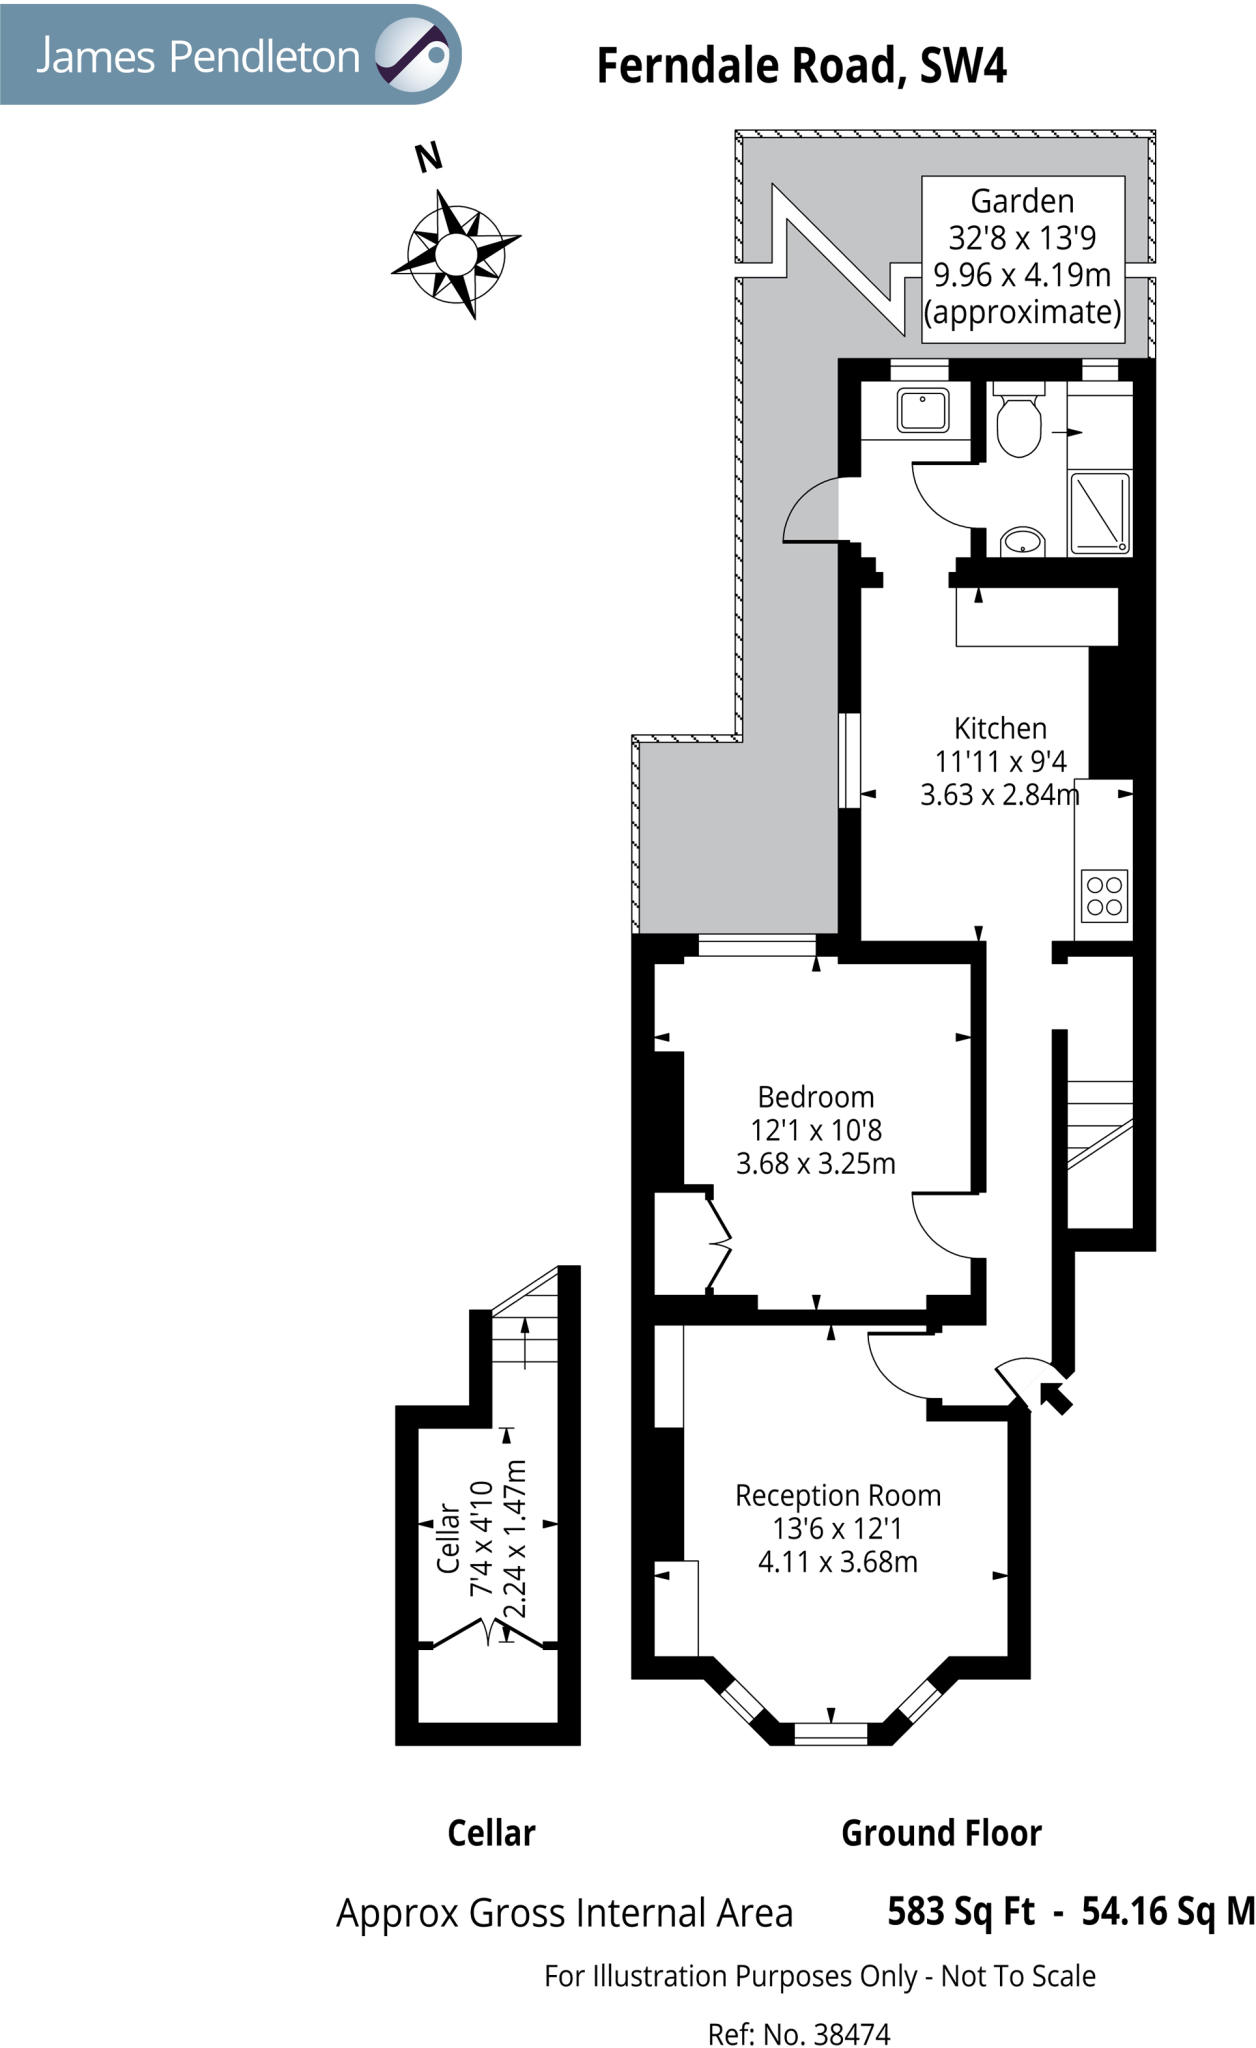 James Pendleton
Ferndale Road, SW4
N
Garden
32'8 x 13'9
9.96 x 4.19m
(approximate)
Kitchen
11'11 x 9'4
3.63 x 2.84m
Bedroom
12'1 x 10'8
3.68 x 3.25m
Reception Room
13'6 x 12'1
4.11 x 3.68m
Cellar
7'4 x 4'10
2.24 x 1.47m
Cellar
Ground Floor
Approx Gross Internal Area 583 Sq Ft - 54.16 Sq M
For Illustration Purposes Only - Not To Scale
Ref: No. 38474